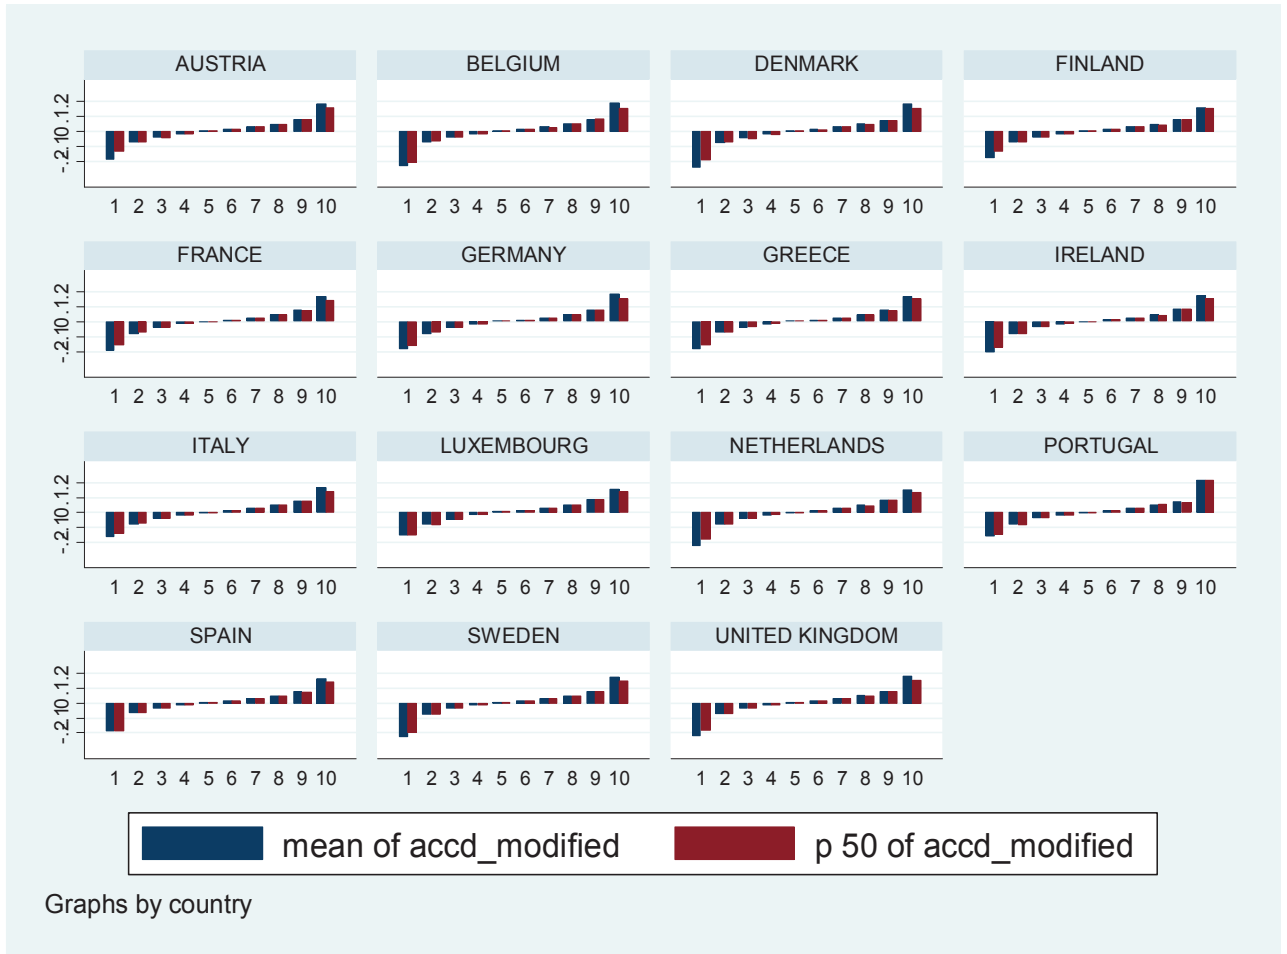 AUSTRIA BELGIUM DENMARK FINLAND
-.2.10 .1.2
1 2 3 4 5 6 7 8 9 10 1 2 3 4 5 6 7 8 9 10 1 2 3 4 5 6 7 8 9 10 1 2 3 4 5 6 7 8 9 10
FRANCE GERMANY GREECE IRELAND
-.2.10 .1.2
1 2 3 4 5 6 7 8 9 10 1 2 3 4 5 6 7 8 9 10 1 2 3 4 5 6 7 8 9 10 1 2 3 4 5 6 7 8 9 10
ITALY LUXEMBOURG NETHERLANDS PORTUGAL
-.2.10 .1.2
1 2 3 4 5 6 7 8 9 10 1 2 3 4 5 6 7 8 9 10 1 2 3 4 5 6 7 8 9 10 1 2 3 4 5 6 7 8 9 10
SPAIN SWEDEN UNITED KINGDOM
-.2.10 .1.2
1 2 3 4 5 6 7 8 9 10 1 2 3 4 5 6 7 8 9 10 1 2 3 4 5 6 7 8 9 10
mean of accd_modified p 50 of accd_modified
Graphs by country